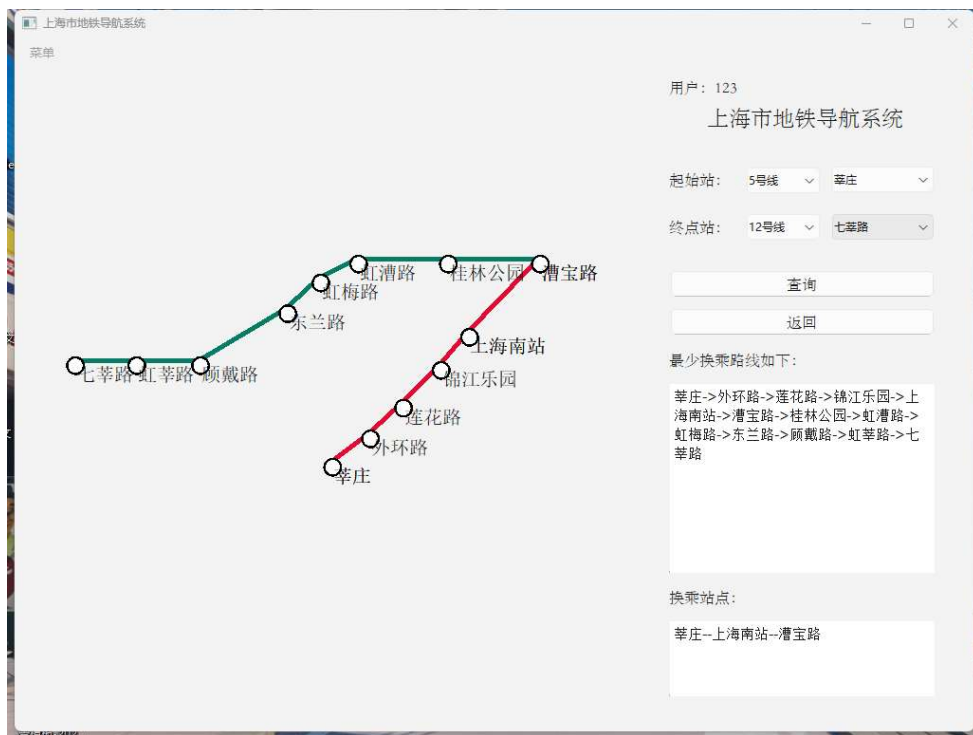 上海市地铁导航系统
菜单
用户：123
上海市地铁导航系统
起始站：
5号线
莘庄
终点站：
12号线
七莘路
查询
返回
最少换乘路线如下：
莘庄->外环路->莲花路->锦江乐园->上
海南站->漕宝路->桂林公园->虹漕路->
虹梅路->东兰路->顾戴路->虹莘路->七
莘路
换乘站点：
莘庄--上海南站--漕宝路
虹漕路
桂林公园
漕宝路
虹梅路
东兰路
上海南站
七莘路
虹莘路
顾戴路
锦江乐园
莲花路
外环路
莘庄